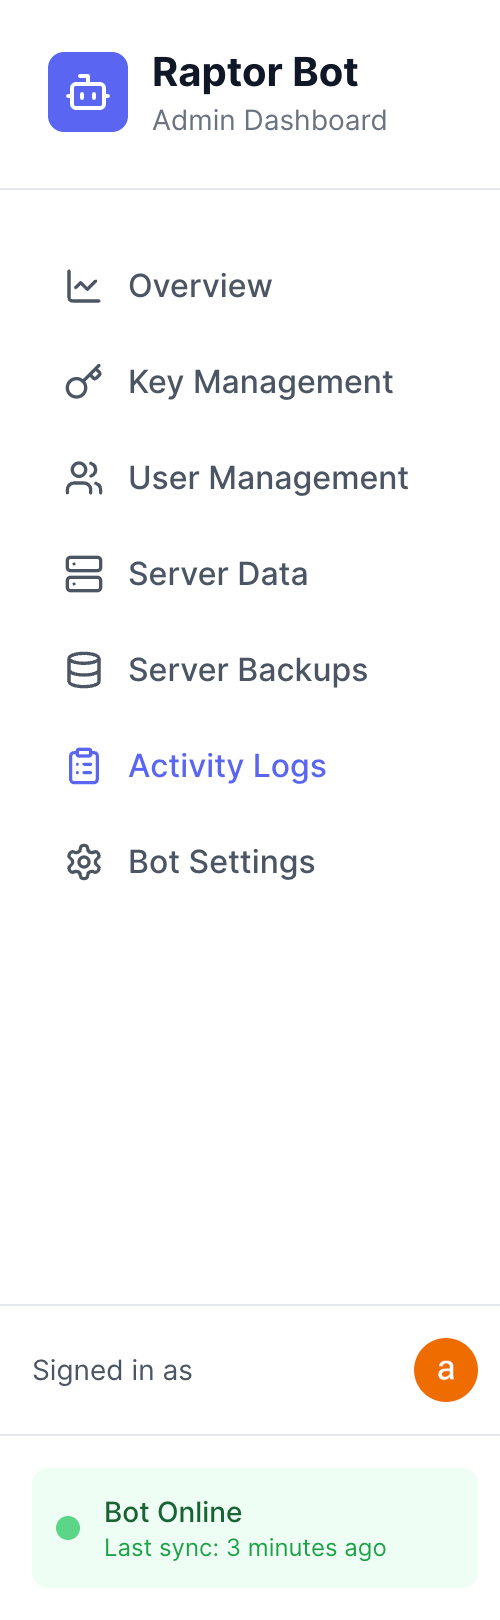 Raptor Bot
Admin Dashboard
Overview
Key Management
User Management
Server Data
Server Backups
Activity Logs
Bot Settings
Signed in as
a
Bot Online
Last sync: 3 minutes ago